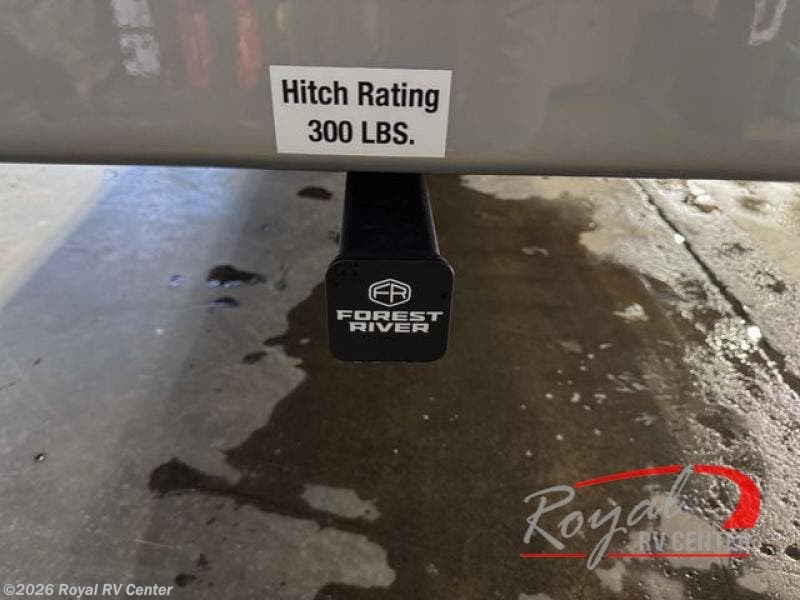 Hitch Rating
300 LBS.
FR
FOREST
RIVER
Royal
RV CENTER
©2026 Royal RV Center